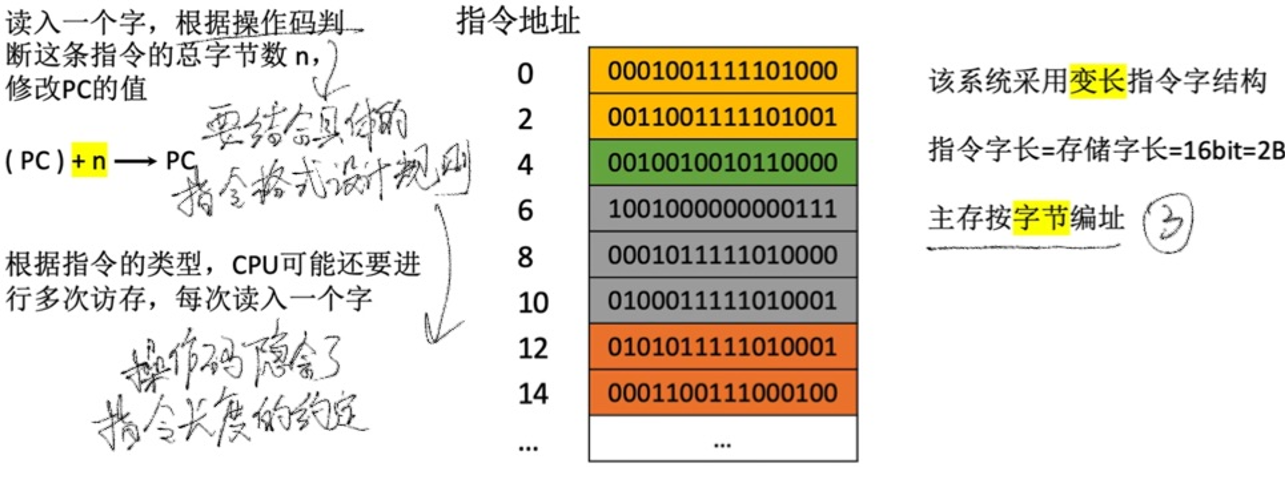 读入一个字，根据操作码判
断这条指令的总字节数 n，
修改PC的值
要结合具体的
( PC ) + n → PC
指令格式设计规则
根据指令的类型，CPU可能还要进
行多次访存，每次读入一个字
操作码隐含了
指令长度的约定
指令地址
0 0001001111101000
2 0011001111101001
4 0010010010110000
6 1001000000000111
8 0001011111010000
10 0100011111010001
12 0101011111010001
14 0001100111000100
... ...
该系统采用变长指令字结构
指令字长=存储字长=16bit=2B
主存按字节编址 ③